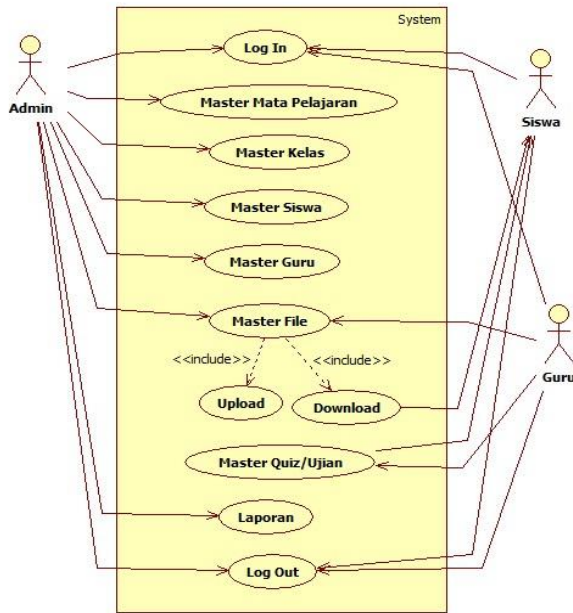 System
Log In
Admin
Siswa
Master Mata Pelajaran
Master Kelas
Master Siswa
Master Guru
Master File
Guru
<<include>>
<<include>>
Upload
Download
Master Quiz/Ujian
Laporan
Log Out